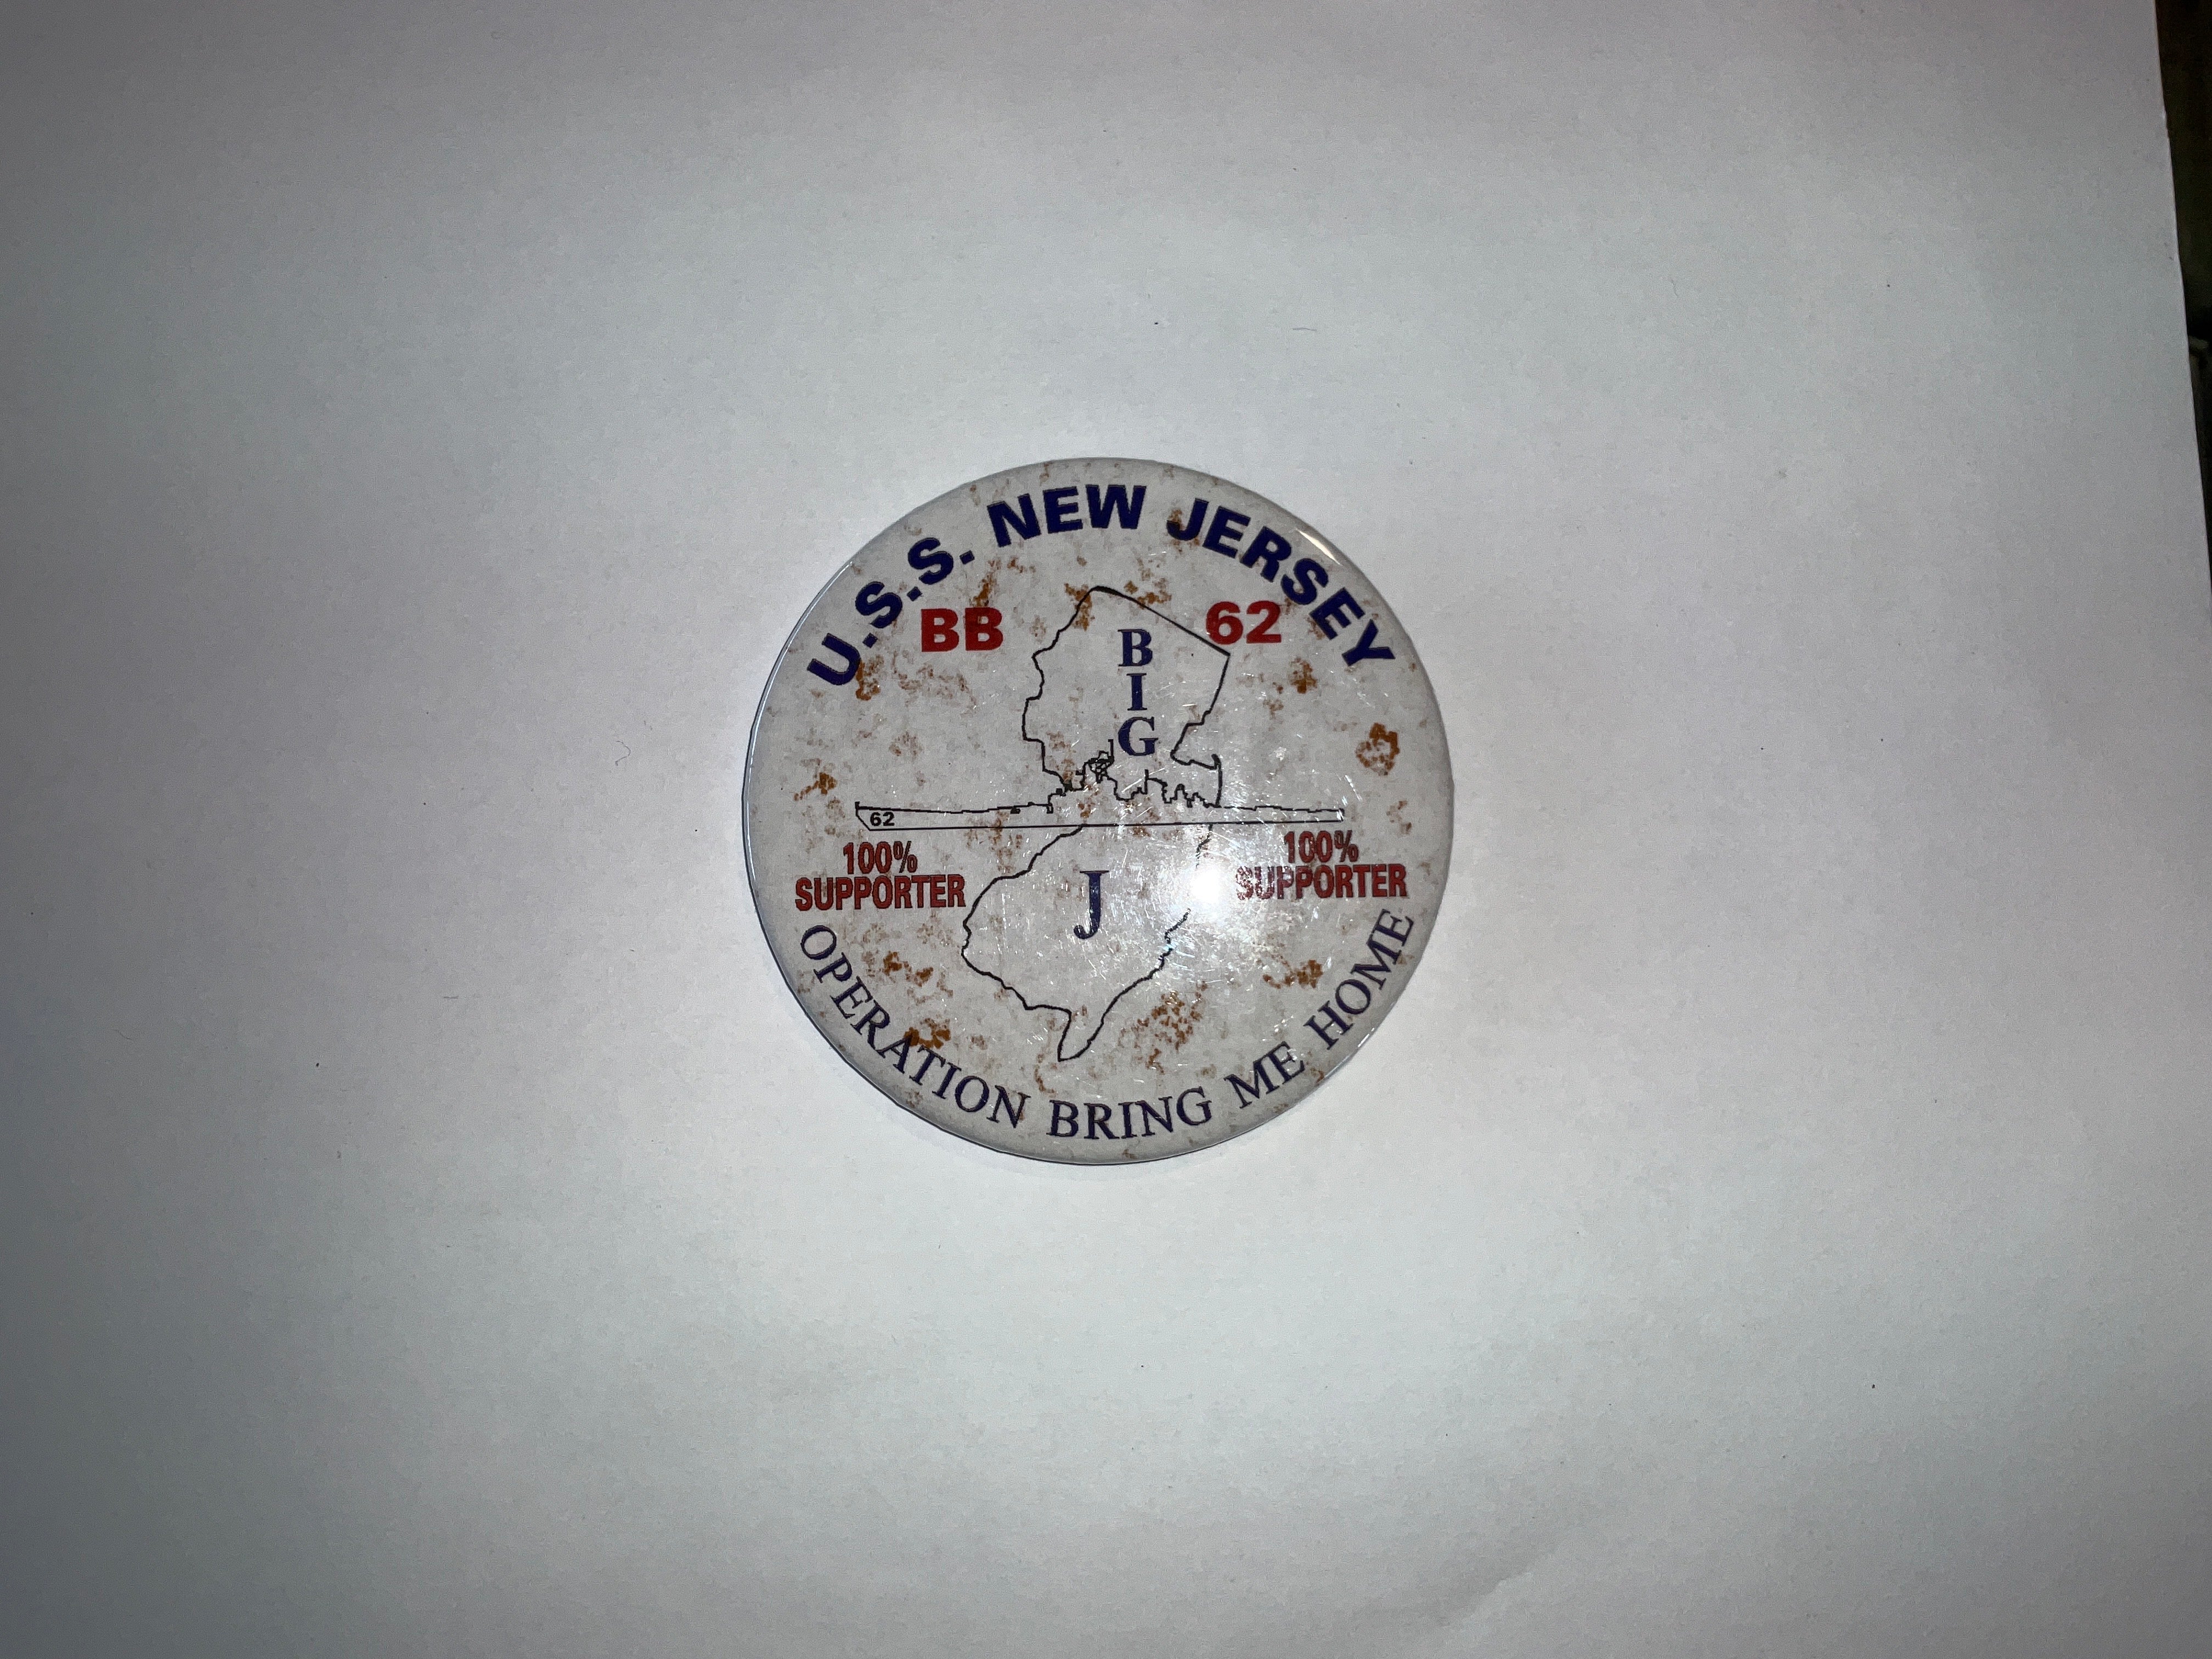 U.S.S. NEW JERSEY
BB 62
B
I
G
62
100% SUPPORTER
100% SUPPORTER
J
OPERATION BRING ME HOME